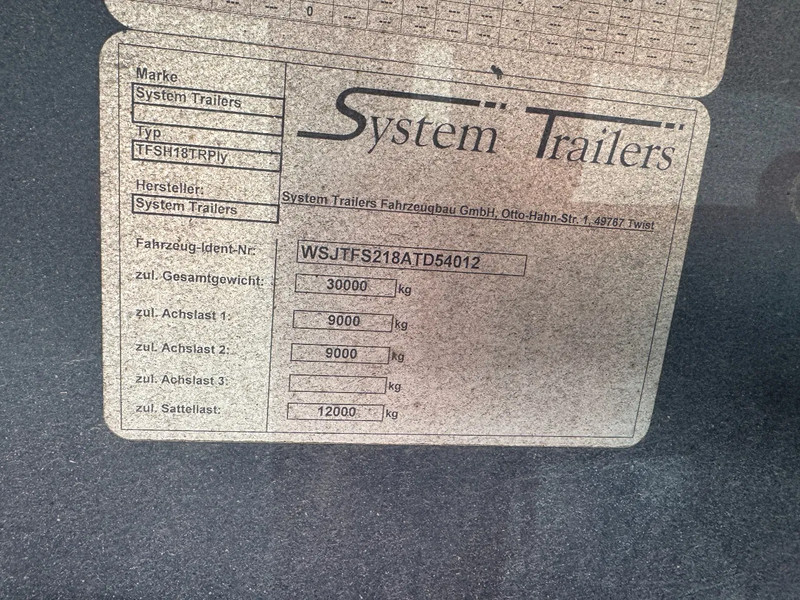 0
Marke
System Trailers
Typ
TFSH18TRPly
Hersteller:
System Trailers
System Trailers
System Trailers Fahrzeugbau GmbH, Otto-Hahn-Str. 1, 49767 Twist
Fahrzeug-Ident-Nr: WSJTFS218ATD54012
zul. Gesamtgewicht: 30000 kg
zul. Achslast 1: 9000 kg
zul. Achslast 2: 9000 kg
zul. Achslast 3: kg
zul. Sattellast: 12000 kg